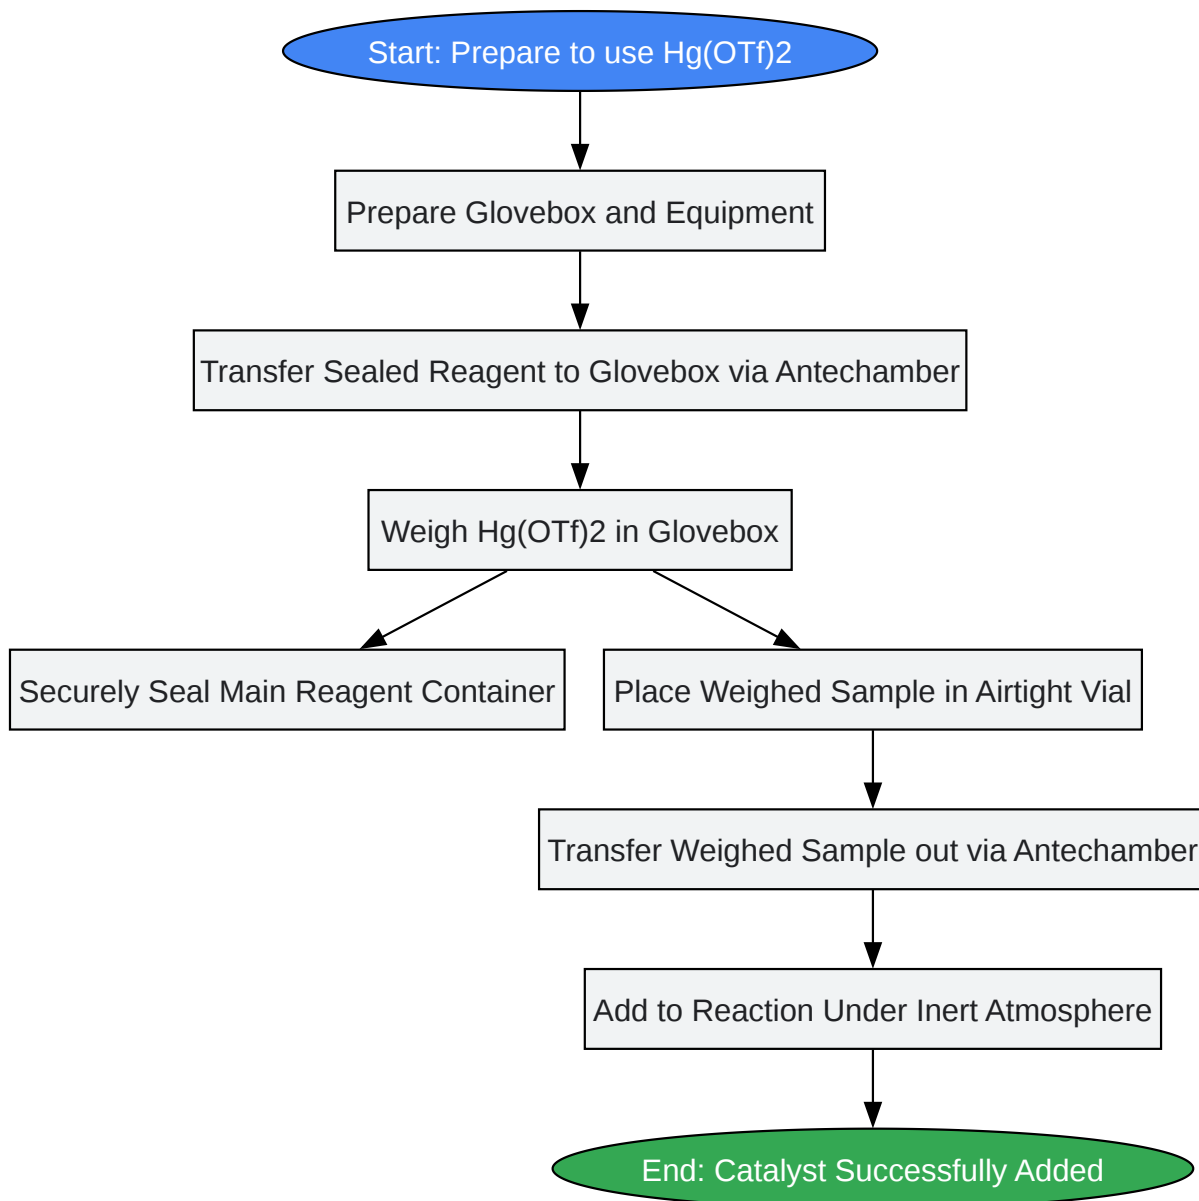 Start: Prepare to use Hg(OTf)2
Prepare Glovebox and Equipment
Transfer Sealed Reagent to Glovebox via Antechamber
Weigh Hg(OTf)2 in Glovebox
Securely Seal Main Reagent Container
Place Weighed Sample in Airtight Vial
Transfer Weighed Sample out via Antechamber
Add to Reaction Under Inert Atmosphere
End: Catalyst Successfully Added